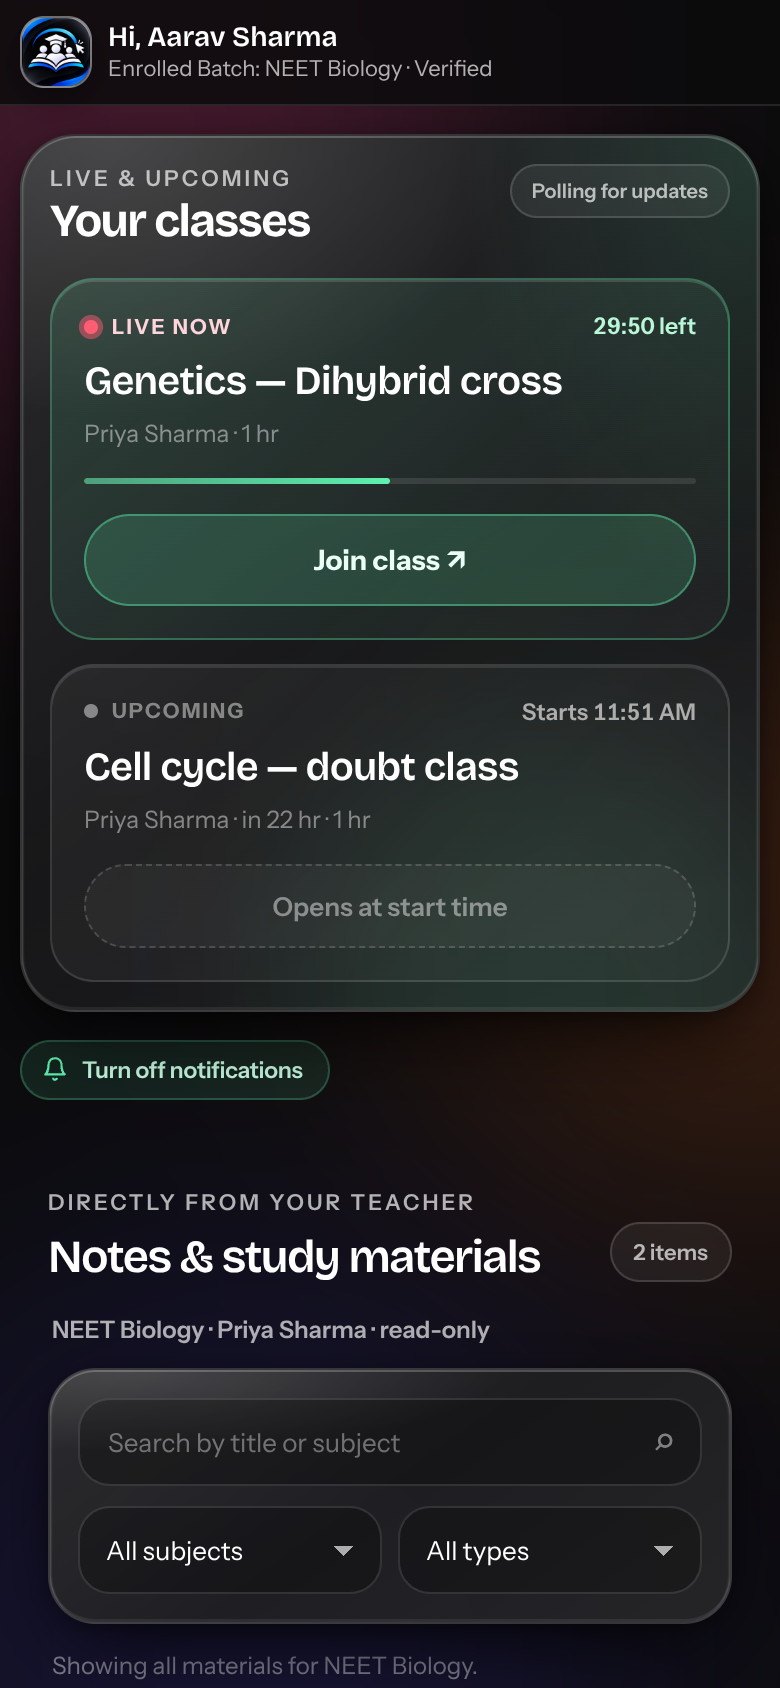 Hi, Aarav Sharma
Enrolled Batch: NEET Biology · Verified
LIVE & UPCOMING
Your classes
Polling for updates
LIVE NOW
29:50 left
Genetics — Dihybrid cross
Priya Sharma · 1 hr
Join class ↗
UPCOMING
Starts 11:51 AM
Cell cycle — doubt class
Priya Sharma · in 22 hr · 1 hr
Opens at start time
Turn off notifications
DIRECTLY FROM YOUR TEACHER
Notes & study materials
2 items
NEET Biology · Priya Sharma · read-only
Search by title or subject
All subjects
All types
Showing all materials for NEET Biology.